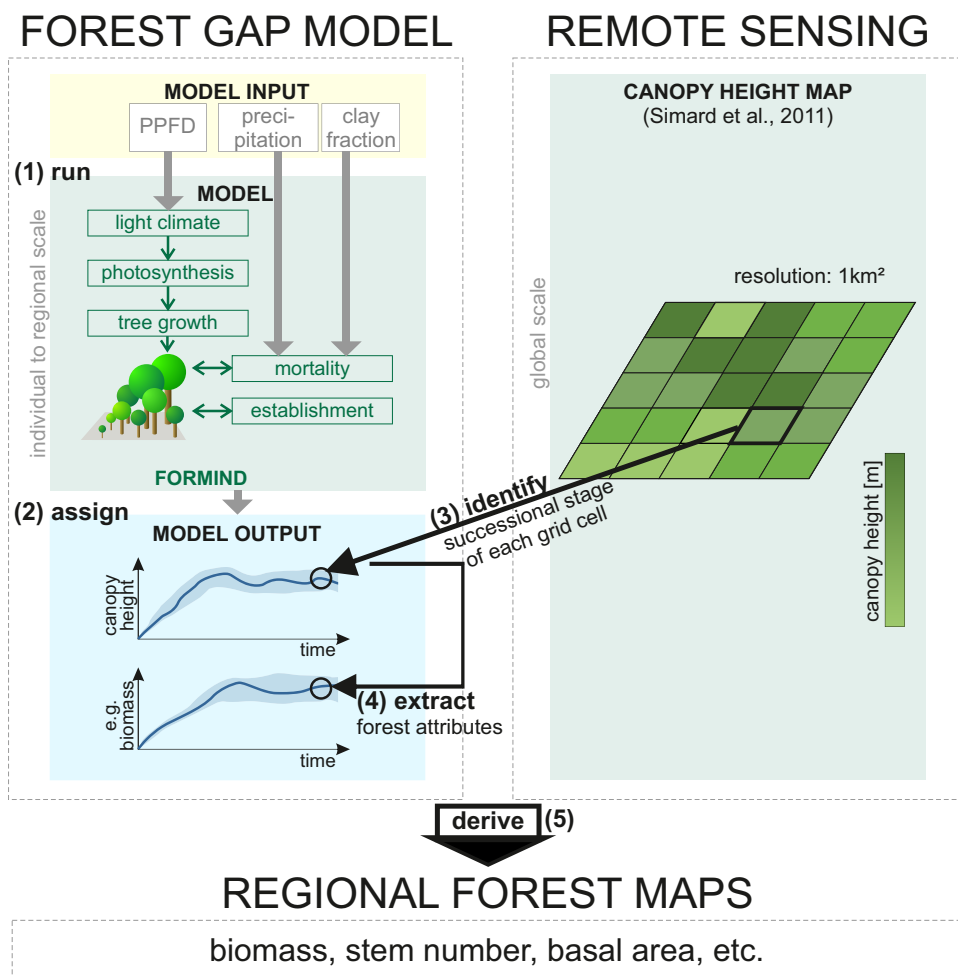 FOREST GAP MODEL
MODEL INPUT
PPFD
preci-
pitation
clay
fraction
(1) run
individual to regional scale
MODEL
light climate
photosynthesis
tree growth
mortality
establishment
FORMIND
(2) assign
MODEL OUTPUT
canopy
height
time
e.g.
biomass
time
(3) identify
successional stage
of each grid cell
(4) extract
forest attributes
REMOTE SENSING
CANOPY HEIGHT MAP
(Simard et al., 2011)
global scale
resolution: 1km²
canopy height [m]
derive (5)
REGIONAL FOREST MAPS
biomass, stem number, basal area, etc.